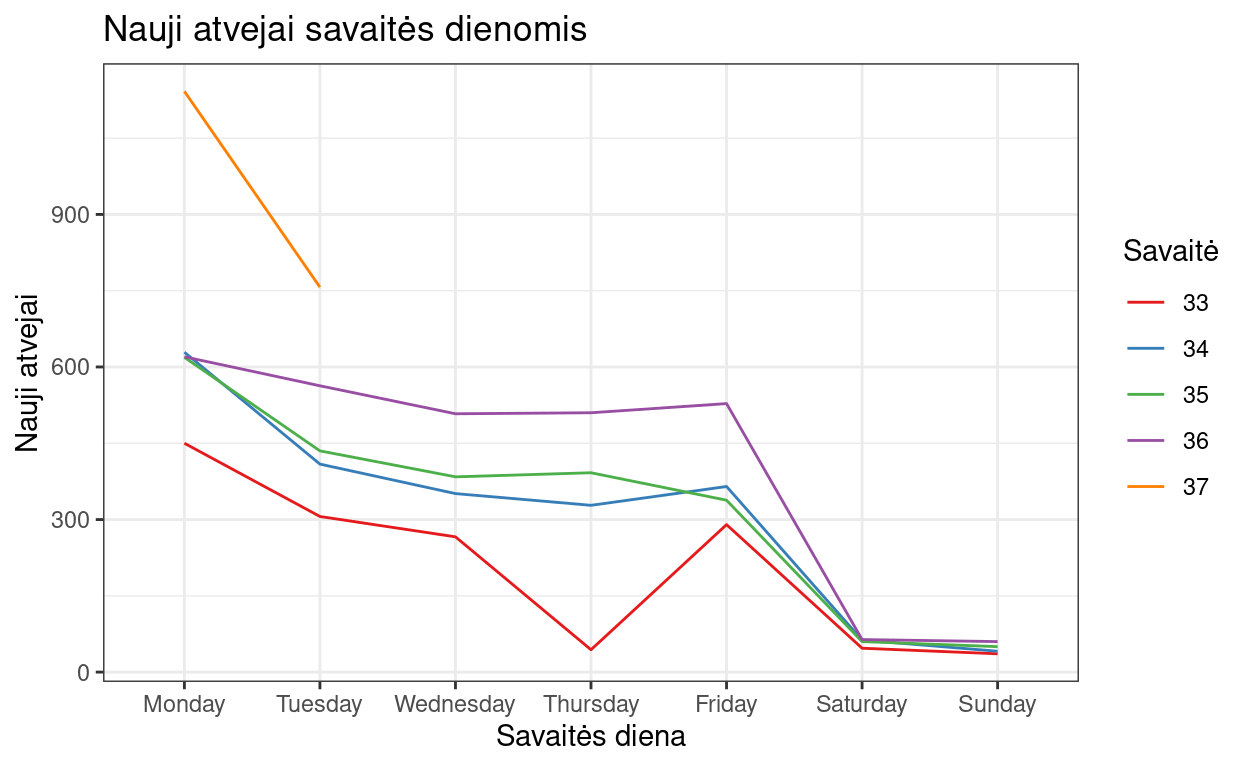 Nauji atvejai savaitės dienomis
Nauji atvejai
900
600
300
0
Monday Tuesday Wednesday Thursday Friday Saturday Sunday
Savaitės diena
Savaitė
33
34
35
36
37